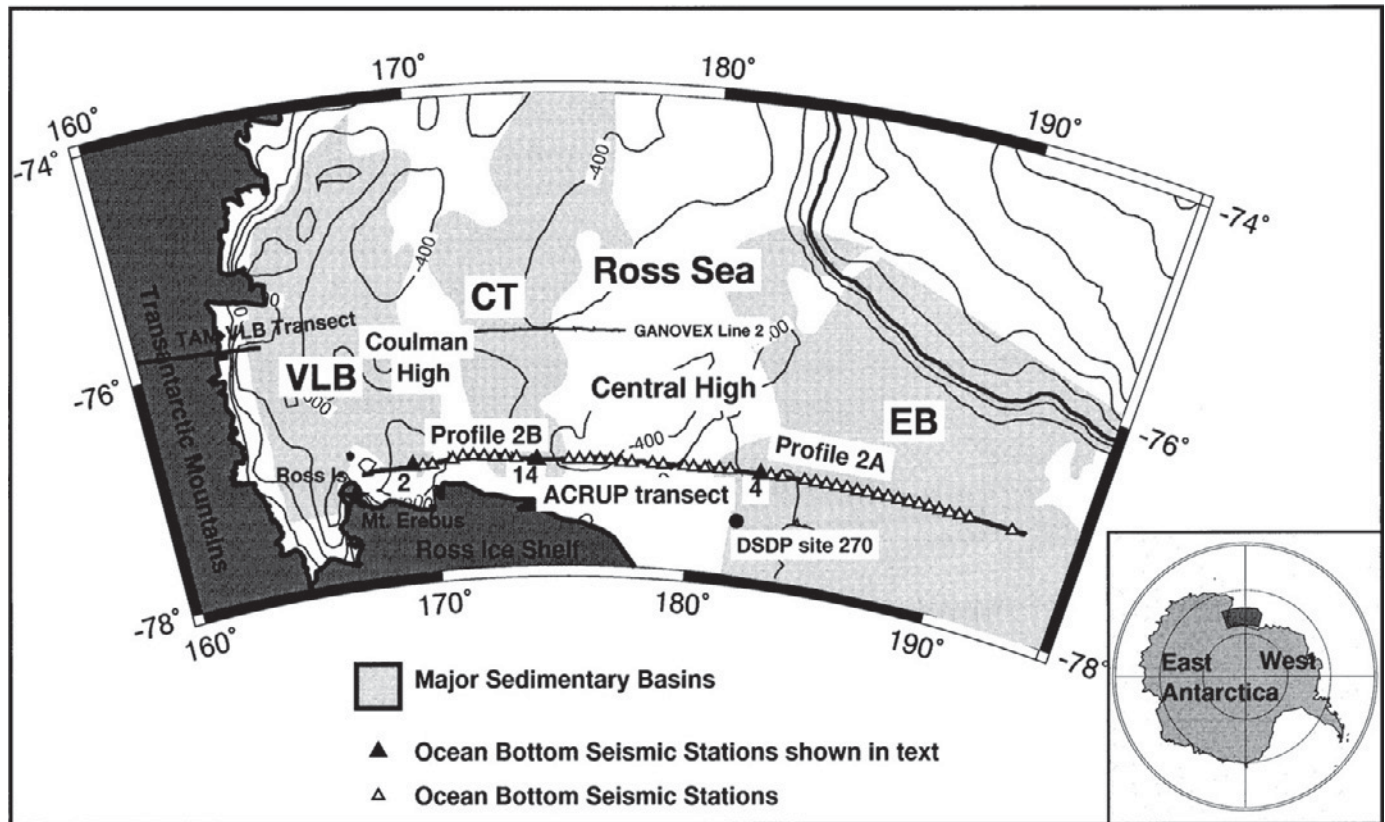 170°
180°
160°
190°
-74°
-74°
-400
-400
Ross Sea
CT
Transantarctic Mountains
TAM VLB Transect
GANOVEX Line 2
Coulman
High
VLB
-76°
Central High
EB
-76°
Profile 2B
-400
Profile 2A
Ross Is.
2
14
4
ACRUP transect
Mt. Erebus
DSDP site 270
Ross Ice Shelf
-78°
160°
170°
180°
190°
-78°
Major Sedimentary Basins
Ocean Bottom Seismic Stations shown in text
Ocean Bottom Seismic Stations
East
West
Antarctica